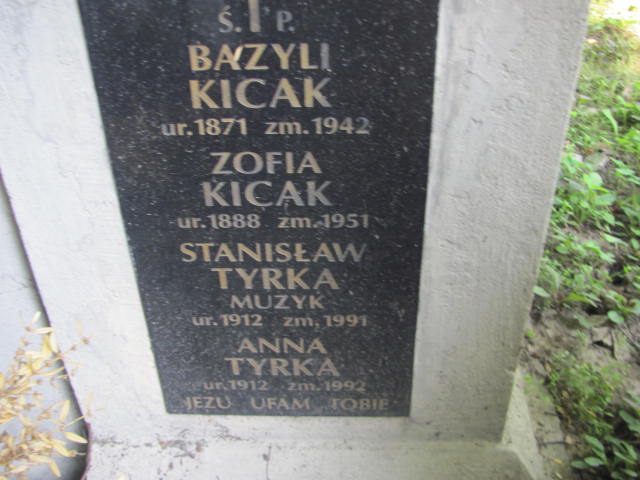 Ś. P.
BAZYLI
KICAK
ur. 1871 zm. 1942
ZOFIA
KICAK
ur. 1888 zm. 1951
STANISŁAW
TYRKA
MUZYK
ur. 1912 zm. 1991
ANNA
TYRKA
ur. 1912 zm. 1992
JEZU UFAM TOBIE